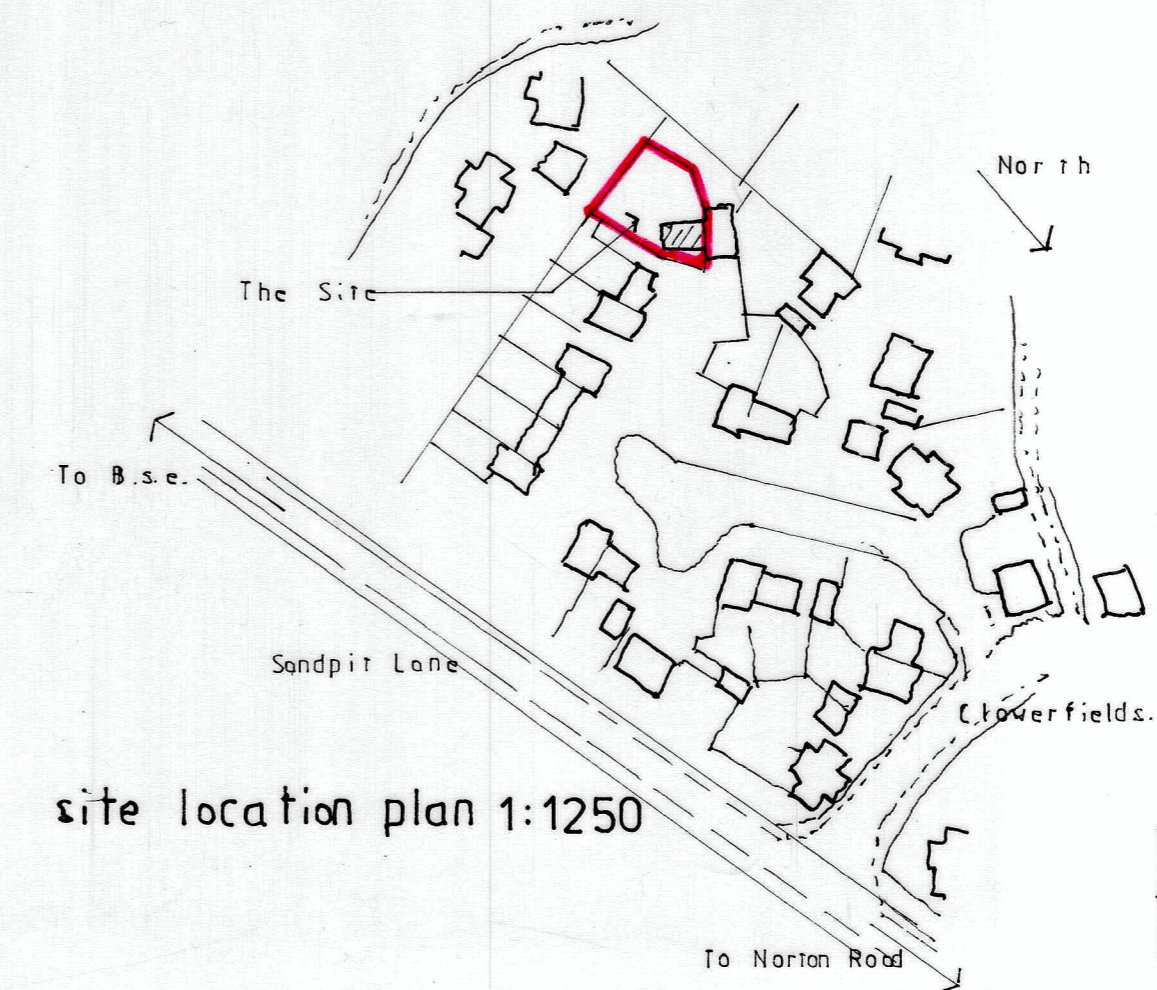 North
The Site
To B.s.e.
Sandpit Lane
Clowerfields.
site location plan 1:1250
To Norton Road